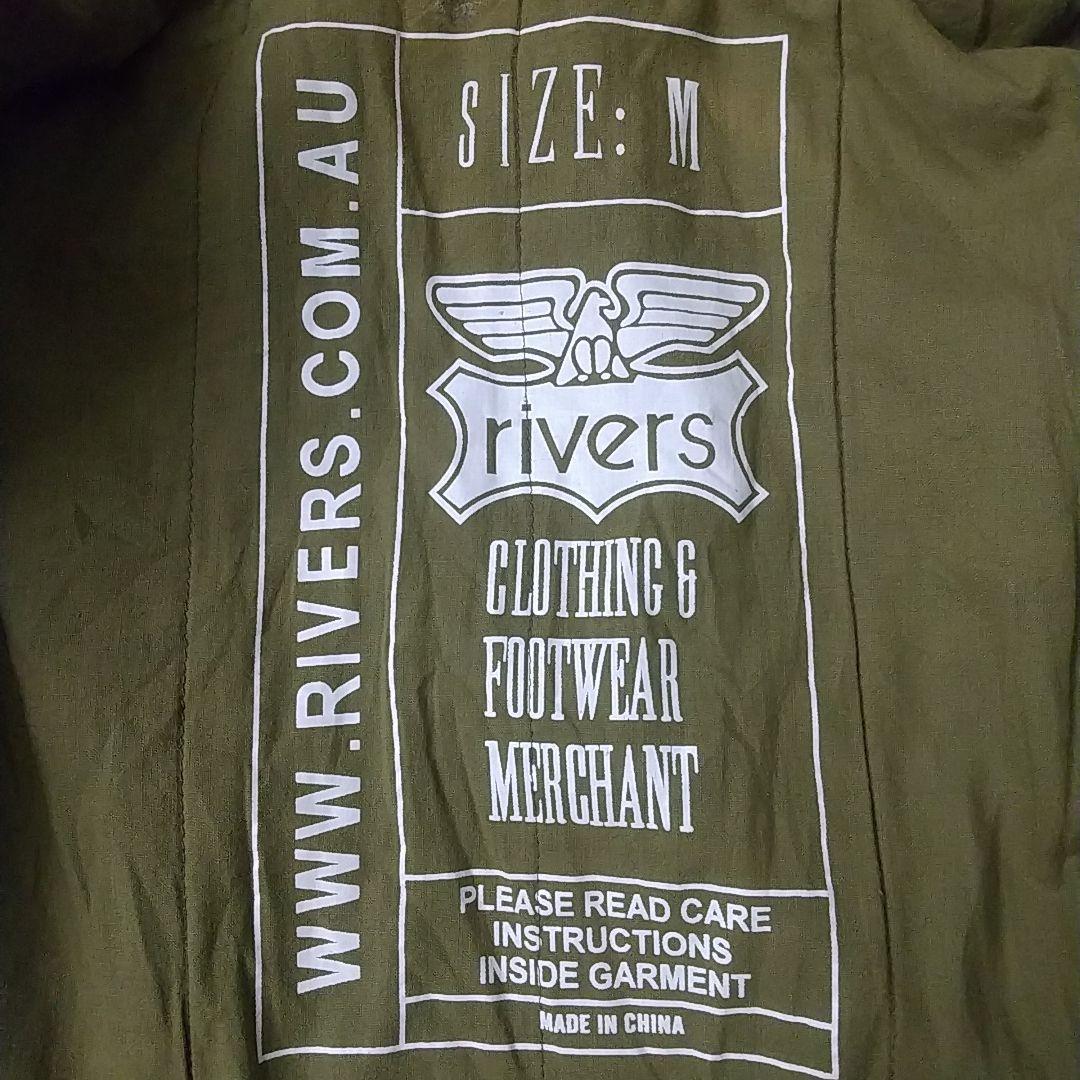 SIZE: M
WWW.RIVERS.COM.AU
rivers
CLOTHING &
FOOTWEAR
MERCHANT
PLEASE READ CARE
INSTRUCTIONS
INSIDE GARMENT
MADE IN CHINA